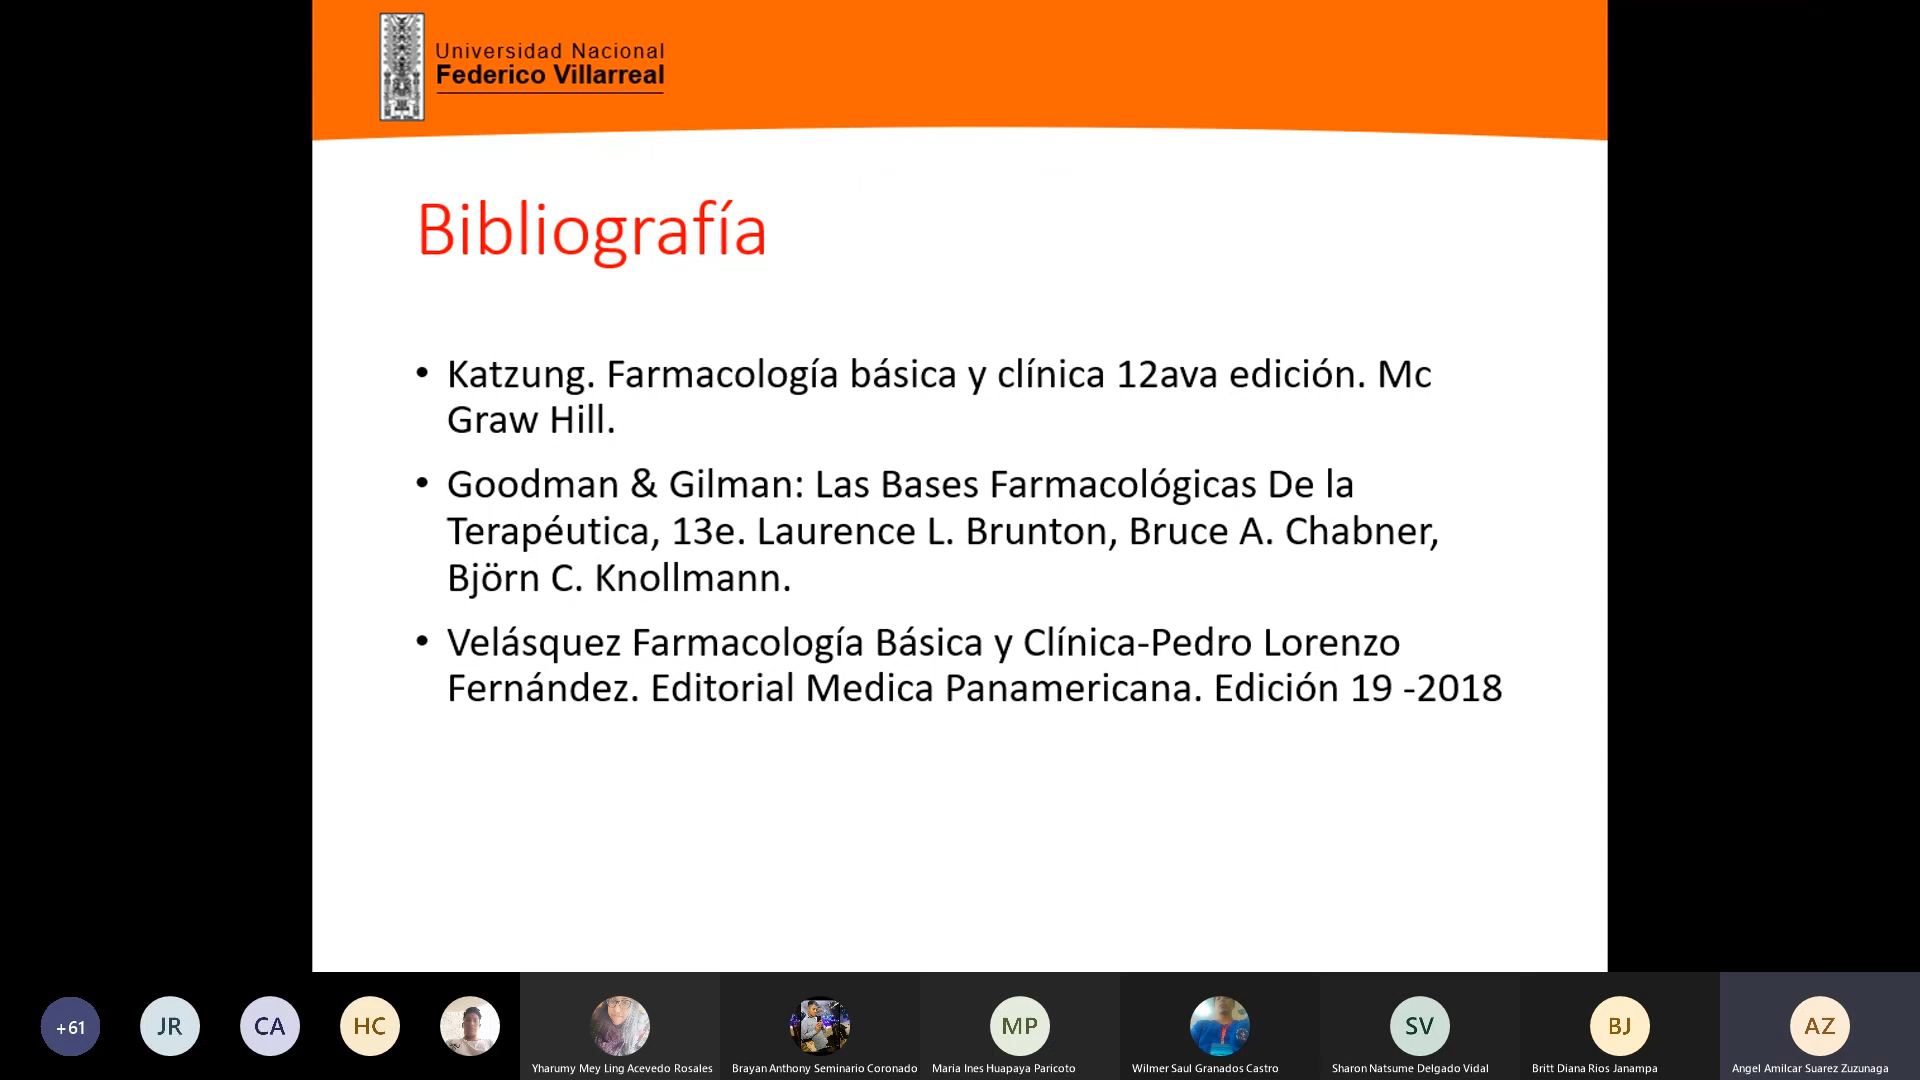 Universidad Nacional
Federico Villarreal
Bibliografía
• Katzung. Farmacología básica y clínica 12ava edición. Mc
Graw Hill.
• Goodman & Gilman: Las Bases Farmacológicas De la
Terapéutica, 13e. Laurence L. Brunton, Bruce A. Chabner,
Björn C. Knollmann.
• Velásquez Farmacología Básica y Clínica-Pedro Lorenzo
Fernández. Editorial Medica Panamericana. Edición 19 -2018
+61
JR
CA
HC
MP
SV
BJ
AZ
Yharumy Mey Ling Acevedo Rosales
Brayan Anthony Seminario Coronado
Maria Ines Huapaya Paricoto
Wilmer Saul Granados Castro
Sharon Natsume Delgado Vidal
Britt Diana Rios Janampa
Angel Amilcar Suarez Zuzunaga